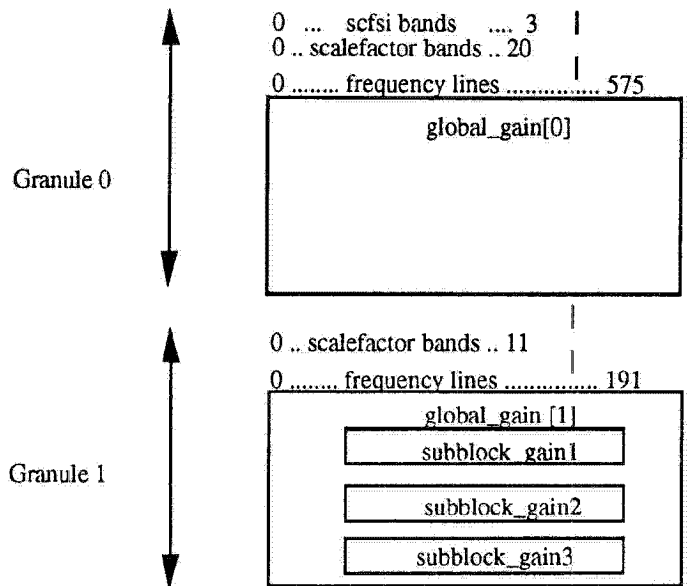 0 ... scfsi bands .... 3
0 .. scalefactor bands .. 20
0 ........ frequency lines ............... 575
global_gain[0]
Granule 0
0 .. scalefactor bands .. 11
0 ........ frequency lines ............... 191
global_gain [1]
subblock_gain1
Granule 1
subblock_gain2
subblock_gain3